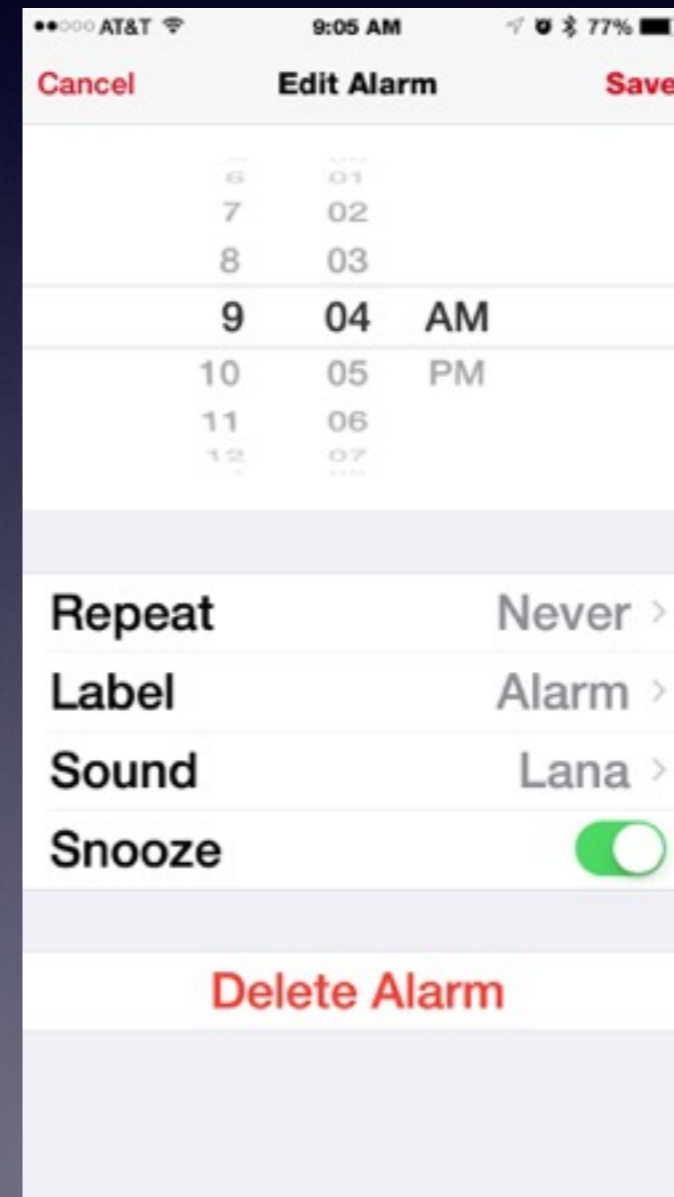 AT&T 9:05 AM 77%
Cancel Edit Alarm Save
6 01
7 02
8 03
9 04 AM
10 05 PM
11 06
12 07
Repeat Never >
Label Alarm >
Sound Lana >
Snooze
Delete Alarm